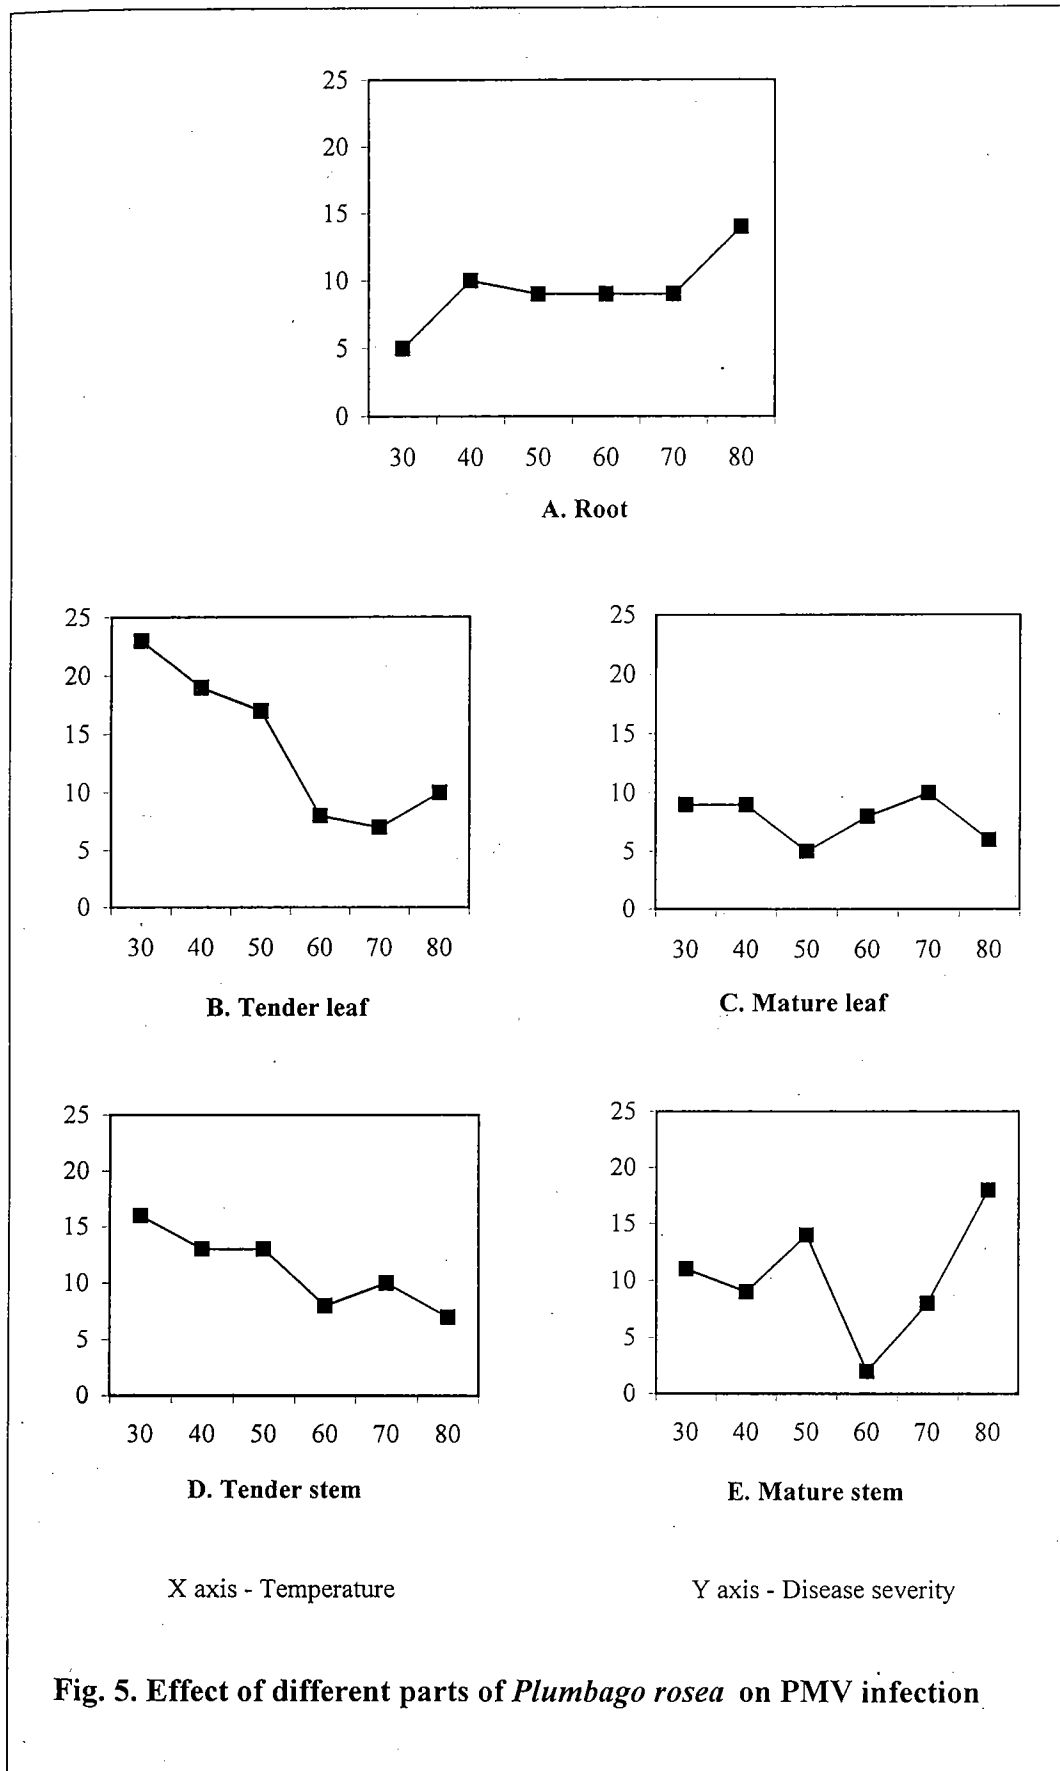 25
20
15
10
5
0
30 40 50 60 70 80
A. Root
25
20
15
10
5
0
30 40 50 60 70 80
B. Tender leaf
25
20
15
10
5
0
30 40 50 60 70 80
C. Mature leaf
25
20
15
10
5
0
30 40 50 60 70 80
D. Tender stem
25
20
15
10
5
0
30 40 50 60 70 80
E. Mature stem
X axis - Temperature
Y axis - Disease severity
Fig. 5. Effect of different parts of Plumbago rosea on PMV infection